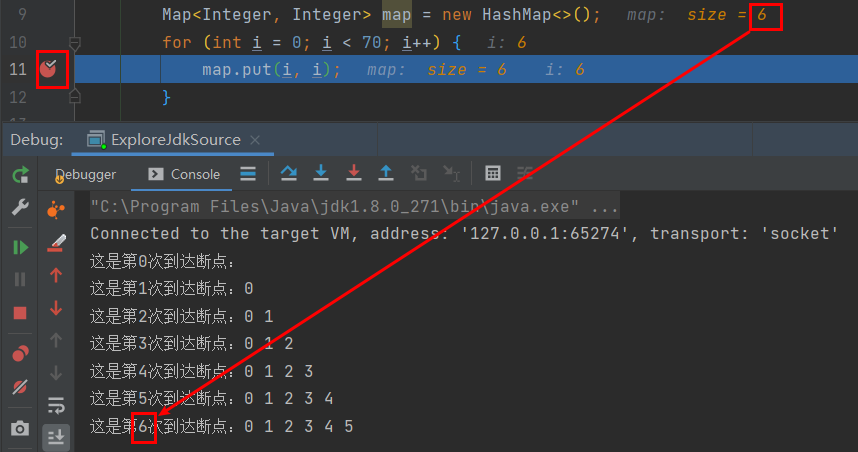 9 Map<Integer, Integer> map = new HashMap<>(); map: size = 6
10 for (int i = 0; i < 70; i++) { i: 6
11 map.put(i, i); map: size = 6 i: 6
12 }
Debug: ExploreJdkSource
Debugger Console
"C:\Program Files\Java\jdk1.8.0_271\bin\java.exe" ...
Connected to the target VM, address: '127.0.0.1:65274', transport: 'socket'
这是第0次到达断点：
这是第1次到达断点：0
这是第2次到达断点：0 1
这是第3次到达断点：0 1 2
这是第4次到达断点：0 1 2 3
这是第5次到达断点：0 1 2 3 4
这是第6次到达断点：0 1 2 3 4 5